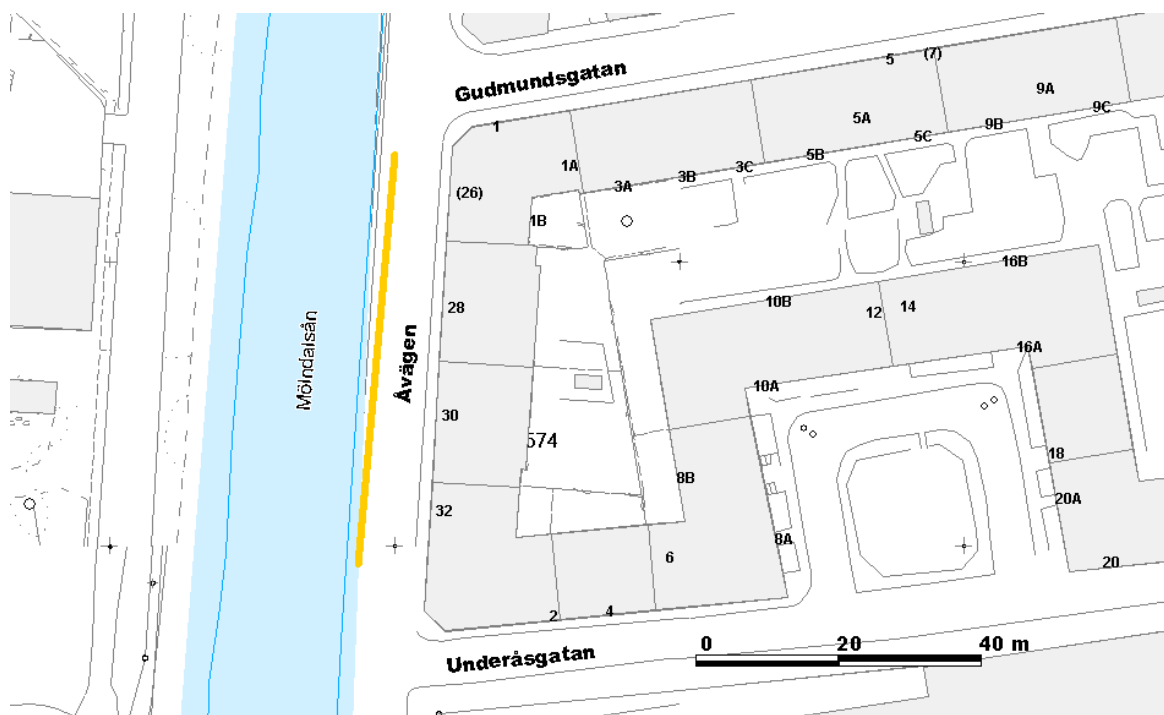 5
(7)
Gudmundsgatan
9A
9C
5A
9B
1
5C
5B
1A
3C
3B
3A
(26)
1B
16B
10B
28
12
14
Mölndalsån
Åvägen
16A
10A
30
574
18
8B
20A
32
8A
6
20
2
4
0
20
40 m
Underåsgatan